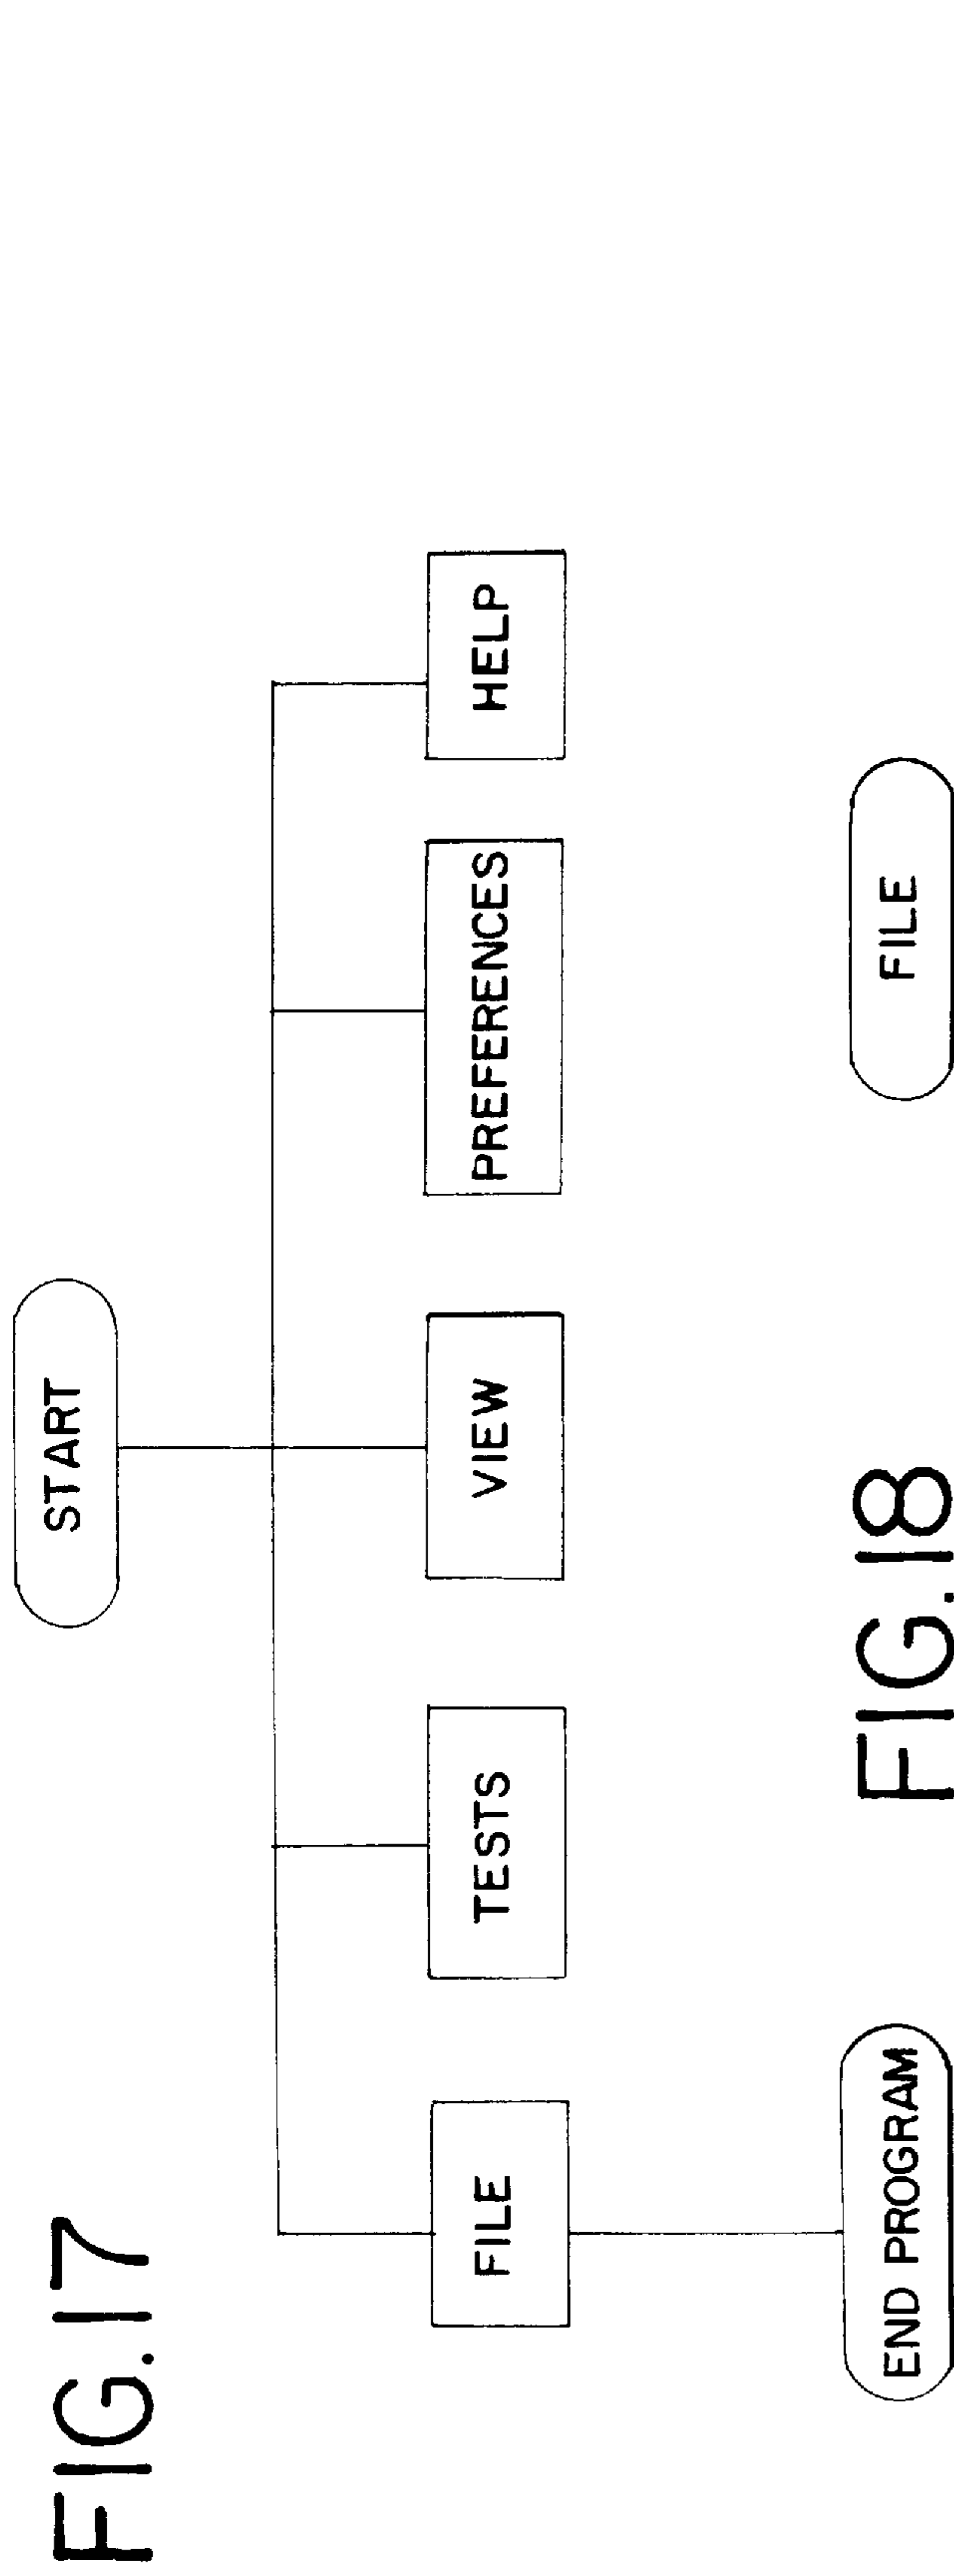 FIG.17
START
FILE
TESTS
VIEW
PREFERENCES
HELP
END PROGRAM
FIG.18
FILE